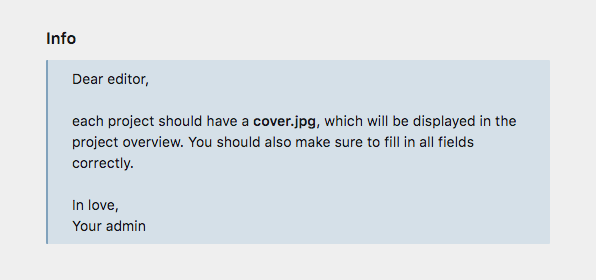 Info
Dear editor,
each project should have a cover.jpg, which will be displayed in the
project overview. You should also make sure to fill in all fields
correctly.
In love,
Your admin